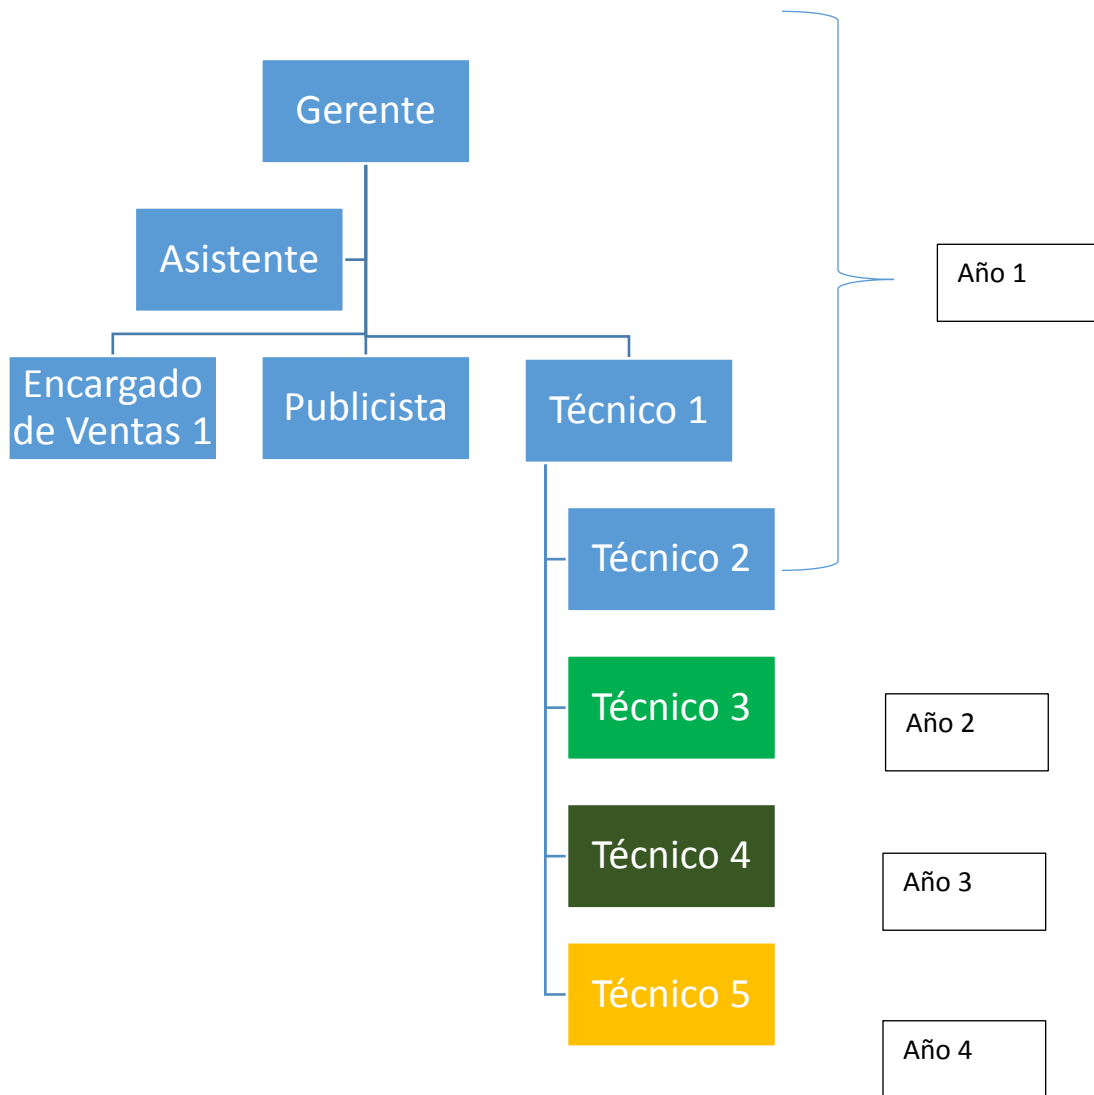 Gerente
Asistente
Año 1
Encargado
de Ventas 1
Publicista
Técnico 1
Técnico 2
Técnico 3
Año 2
Técnico 4
Año 3
Técnico 5
Año 4